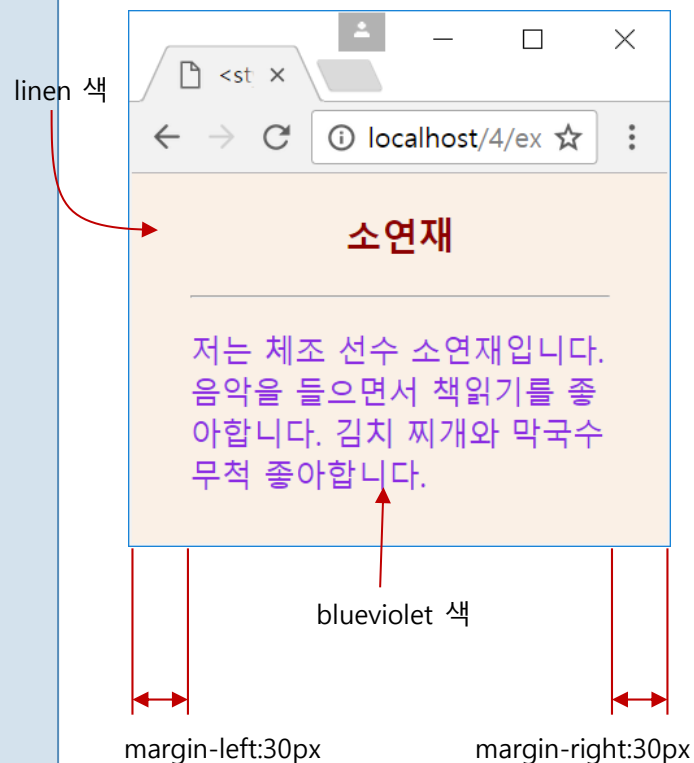 <st
localhost/4/ex
linen 색
소연재
저는 체조 선수 소연재입니다.
음악을 들으면서 책읽기를 좋
아합니다. 김치 찌개와 막국수
무척 좋아합니다.
blueviolet 색
margin-left:30px
margin-right:30px